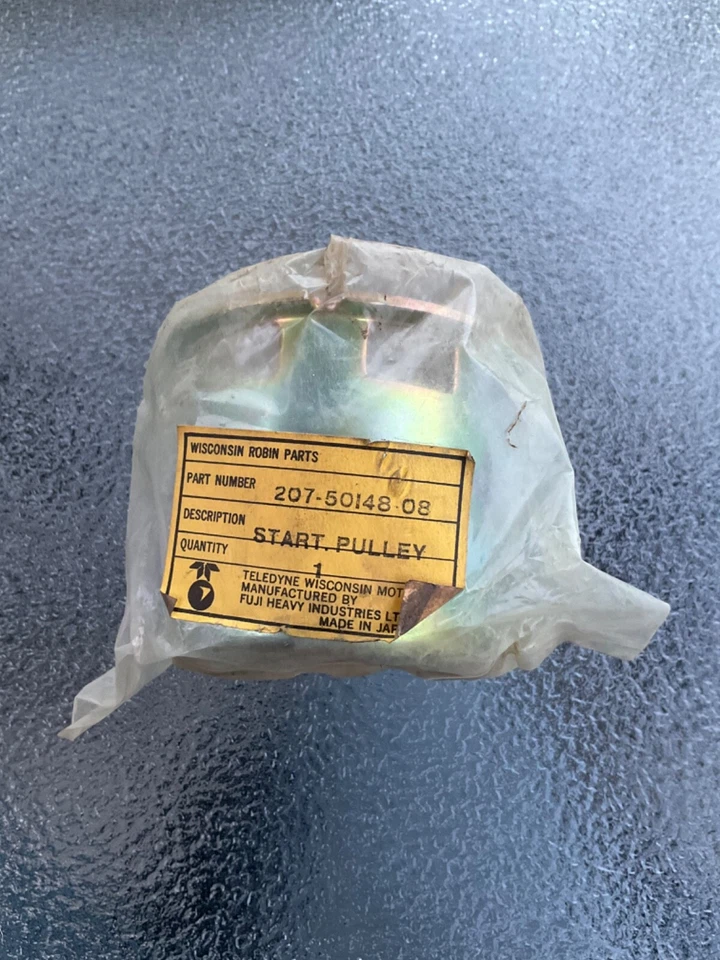 WISCONSIN ROBIN PARTS
PART NUMBER 207-50148-08
DESCRIPTION START. PULLEY
QUANTITY 1
TELEDYNE WISCONSIN MOT
MANUFACTURED BY
FUJI HEAVY INDUSTRIES LT
MADE IN JAP